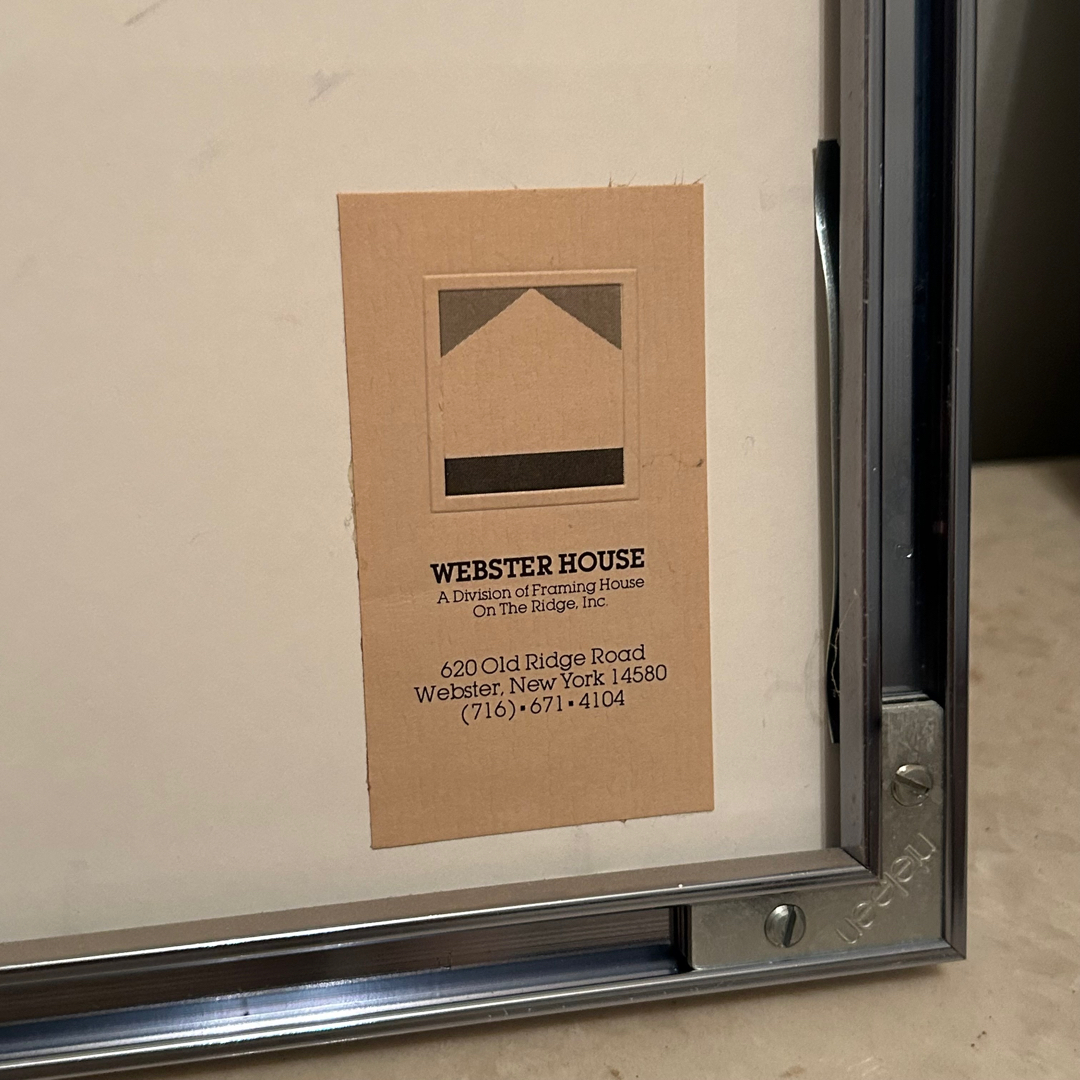 WEBSTER HOUSE
A Division of Framing House
On The Ridge, Inc.
620 Old Ridge Road
Webster, New York 14580
(716)▪671▪4104
nielsen